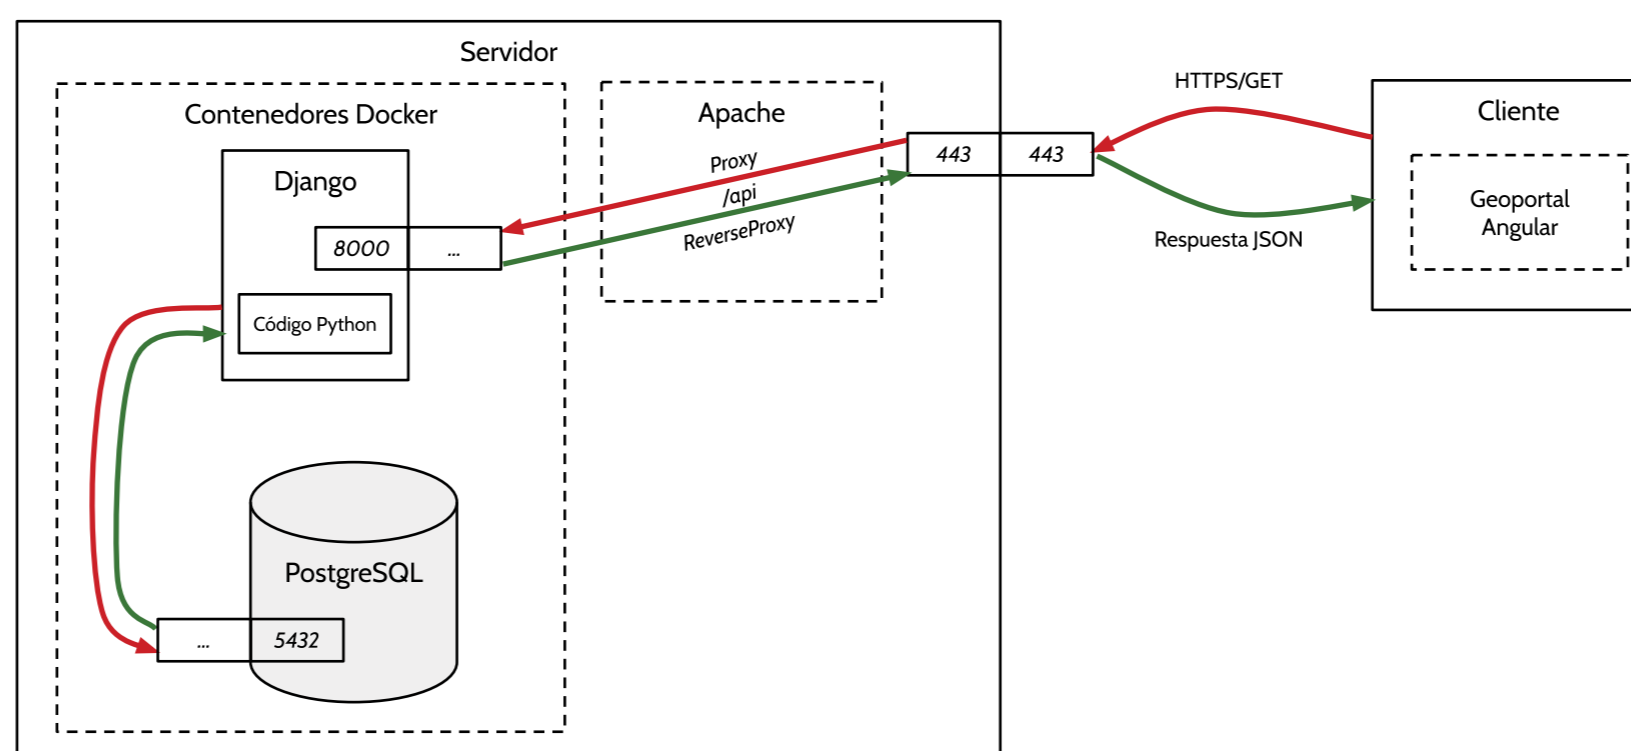 Servidor
Contenedores Docker
Django
8000
...
Código Python
PostgreSQL
...
5432
Apache
Proxy
/api
ReverseProxy
443
443
HTTPS/GET
Respuesta JSON
Cliente
Geoportal
Angular